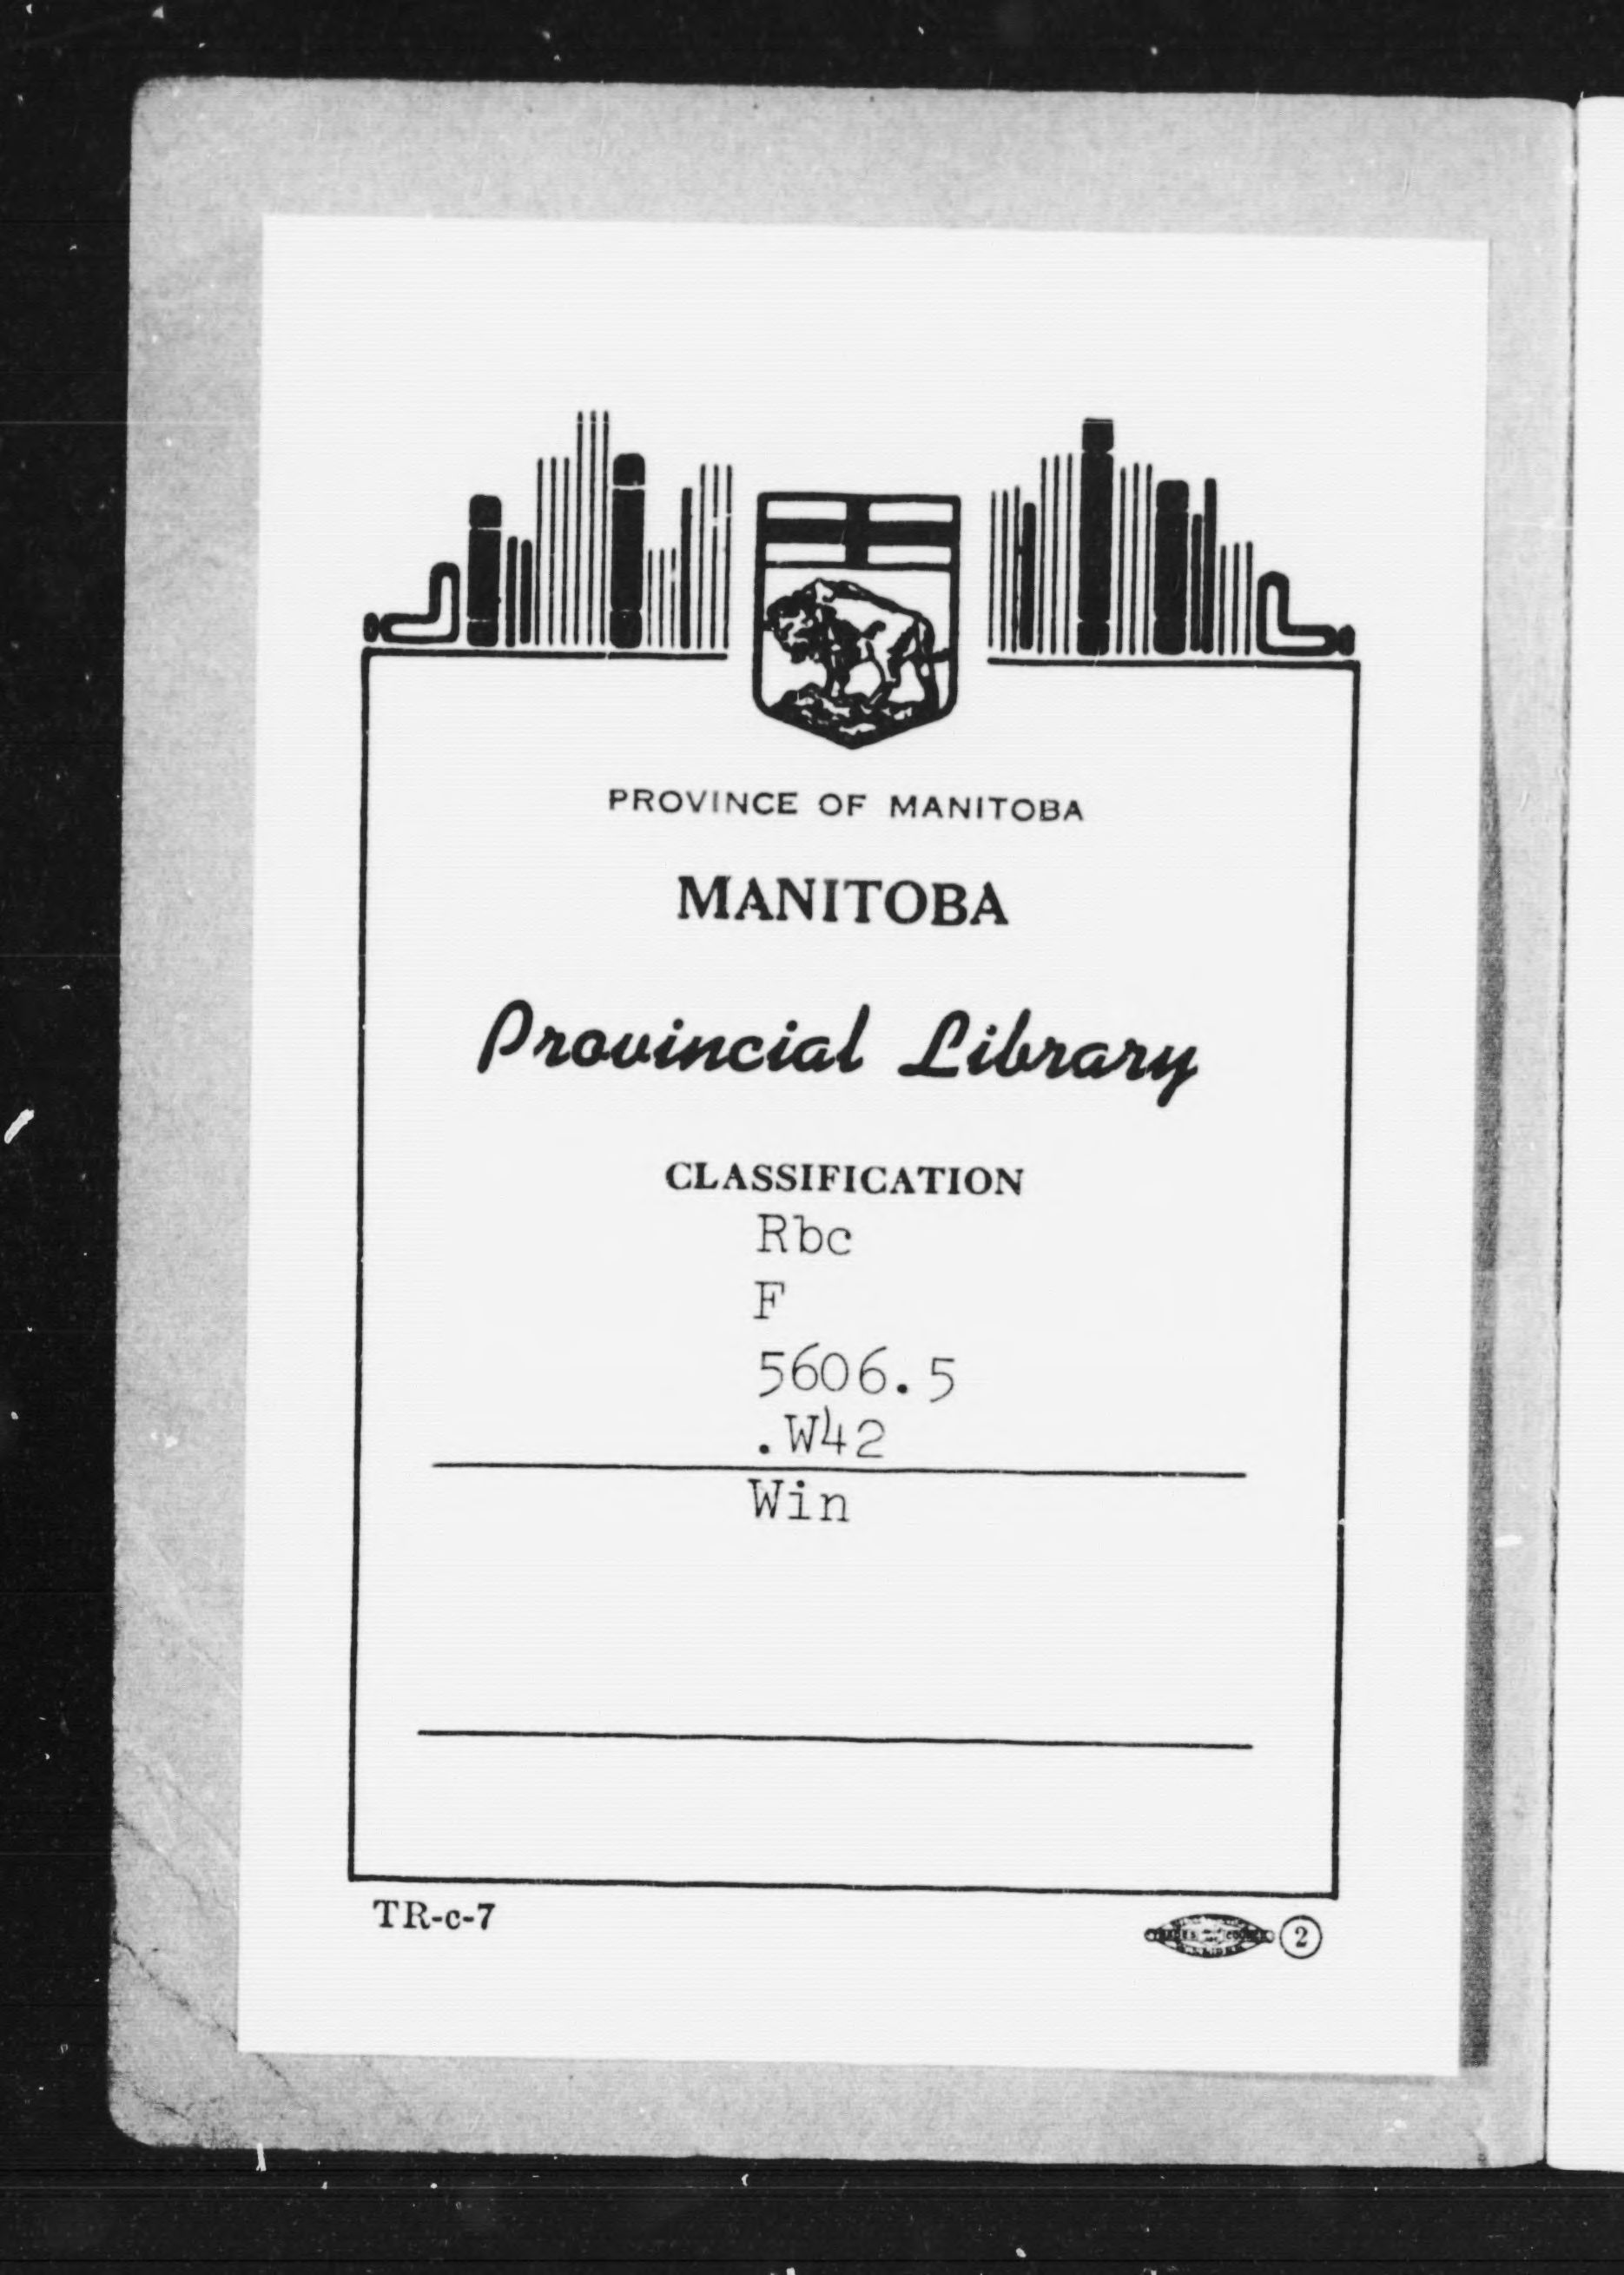 PROVINCE OF MANITOBA
MANITOBA
Provincial Library
CLASSIFICATION
Rbc
F
5606.5
.W42
Win
TR-c-7
2